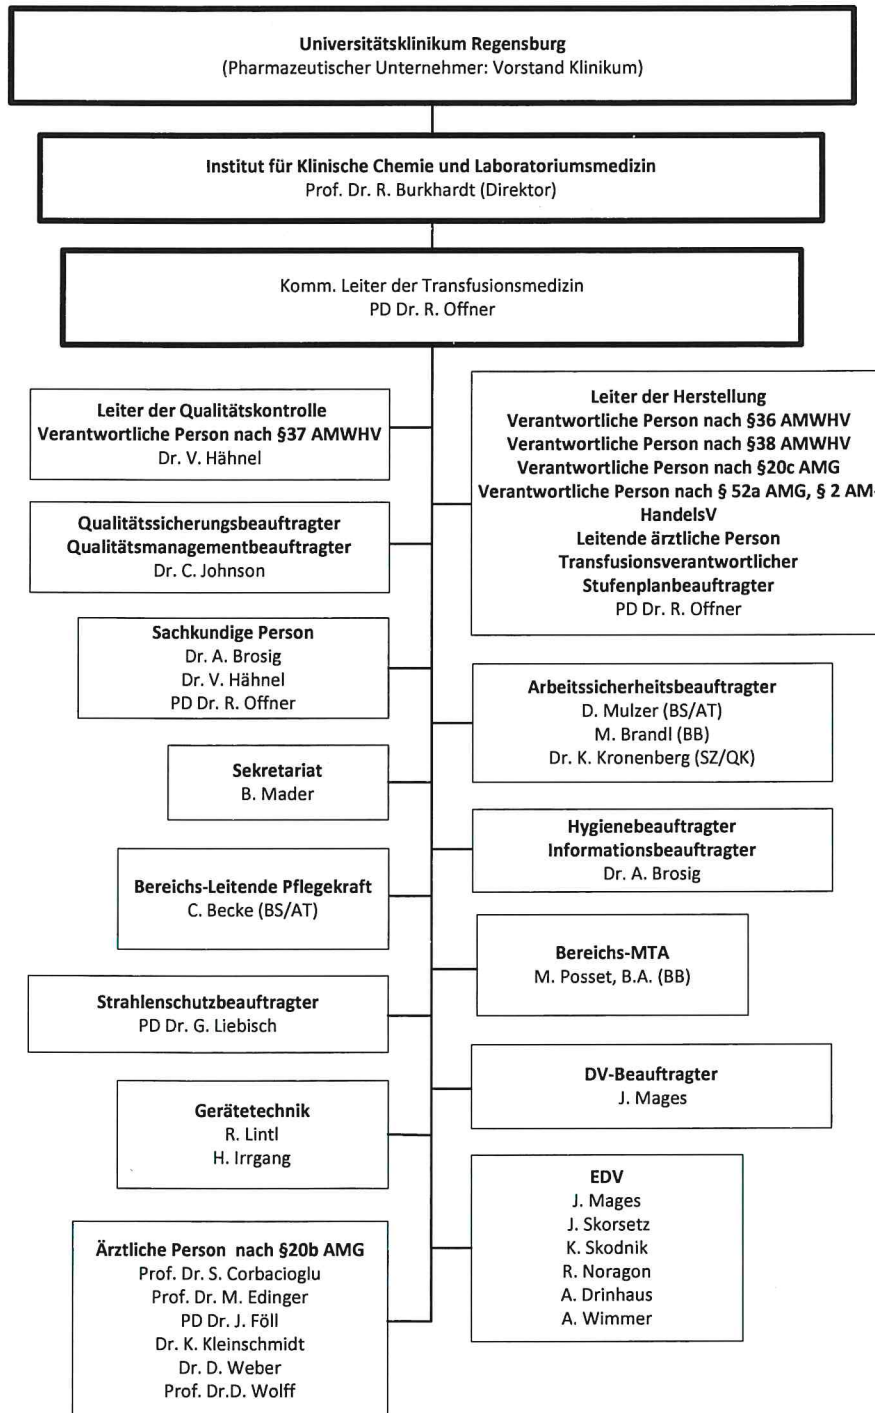 Universitätsklinikum Regensburg
(Pharmazeutischer Unternehmer: Vorstand Klinikum)
Institut für Klinische Chemie und Laboratoriumsmedizin
Prof. Dr. R. Burkhardt (Direktor)
Komm. Leiter der Transfusionsmedizin
PD Dr. R. Offner
Leiter der Qualitätskontrolle
Verantwortliche Person nach §37 AMWHV
Dr. V. Hähnel
Leiter der Herstellung
Verantwortliche Person nach §36 AMWHV
Verantwortliche Person nach §38 AMWHV
Verantwortliche Person nach §20c AMG
Verantwortliche Person nach § 52a AMG, § 2 AM-
HandelsV
Leitende ärztliche Person
Transfusionsverantwortlicher
Stufenplanbeauftragter
PD Dr. R. Offner
Qualitätssicherungsbeauftragter
Qualitätsmanagementbeauftragter
Dr. C. Johnson
Sachkundige Person
Dr. A. Brosig
Dr. V. Hähnel
PD Dr. R. Offner
Arbeitssicherheitsbeauftragter
D. Mulzer (BS/AT)
M. Brandl (BB)
Dr. K. Kronenberg (SZ/QK)
Sekretariat
B. Mader
Hygienebeauftragter
Informationsbeauftragter
Dr. A. Brosig
Bereichs-Leitende Pflegekraft
C. Becke (BS/AT)
Bereichs-MTA
M. Posset, B.A. (BB)
Strahlenschutzbeauftragter
PD Dr. G. Liebisch
DV-Beauftragter
J. Mages
Gerätetechnik
R. Lintl
H. Irrgang
EDV
J. Mages
J. Skorsetz
K. Skodnik
R. Noragon
A. Drinhaus
A. Wimmer
Ärztliche Person nach §20b AMG
Prof. Dr. S. Corbacioglu
Prof. Dr. M. Edinger
PD Dr. J. Föll
Dr. K. Kleinschmidt
Dr. D. Weber
Prof. Dr.D. Wolff